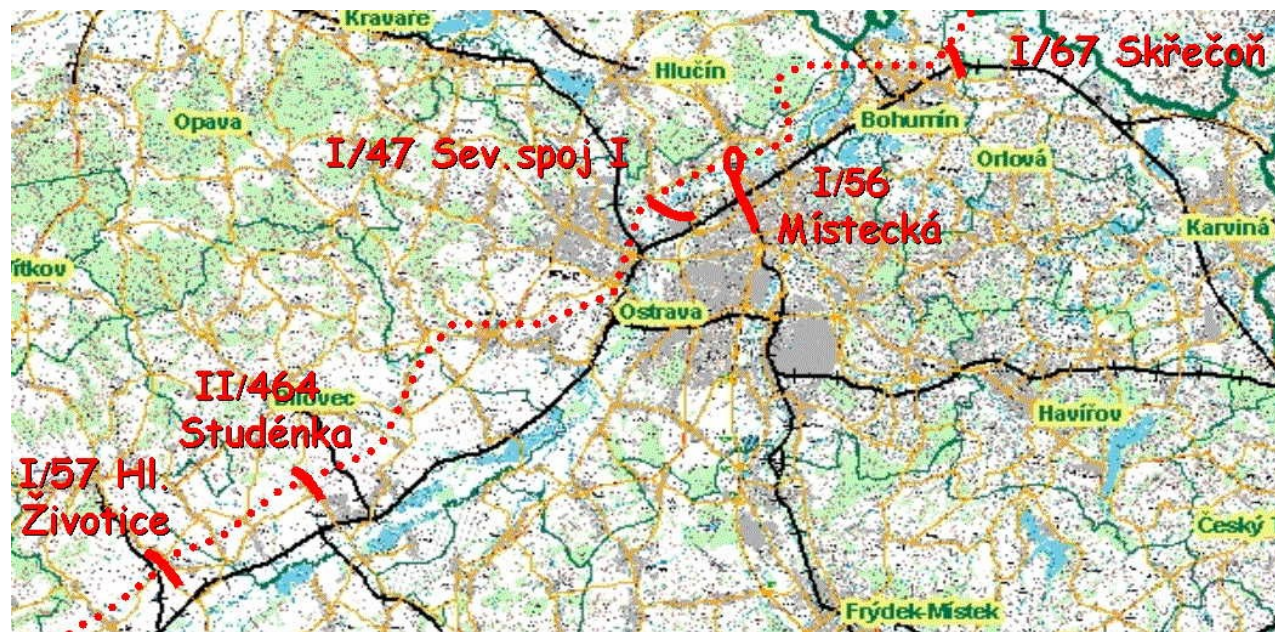 Kravaře
I/67 Skřečoň
Hlučín
Opava
Bohumín
I/47 Sev.spoj I
Orlová
I/56
Místecká
Karviná
ítkov
Ostrava
II/464
Studénka
Bílovec
Havířov
I/57 Hl.
Životice
Český
Frýdek-Místek